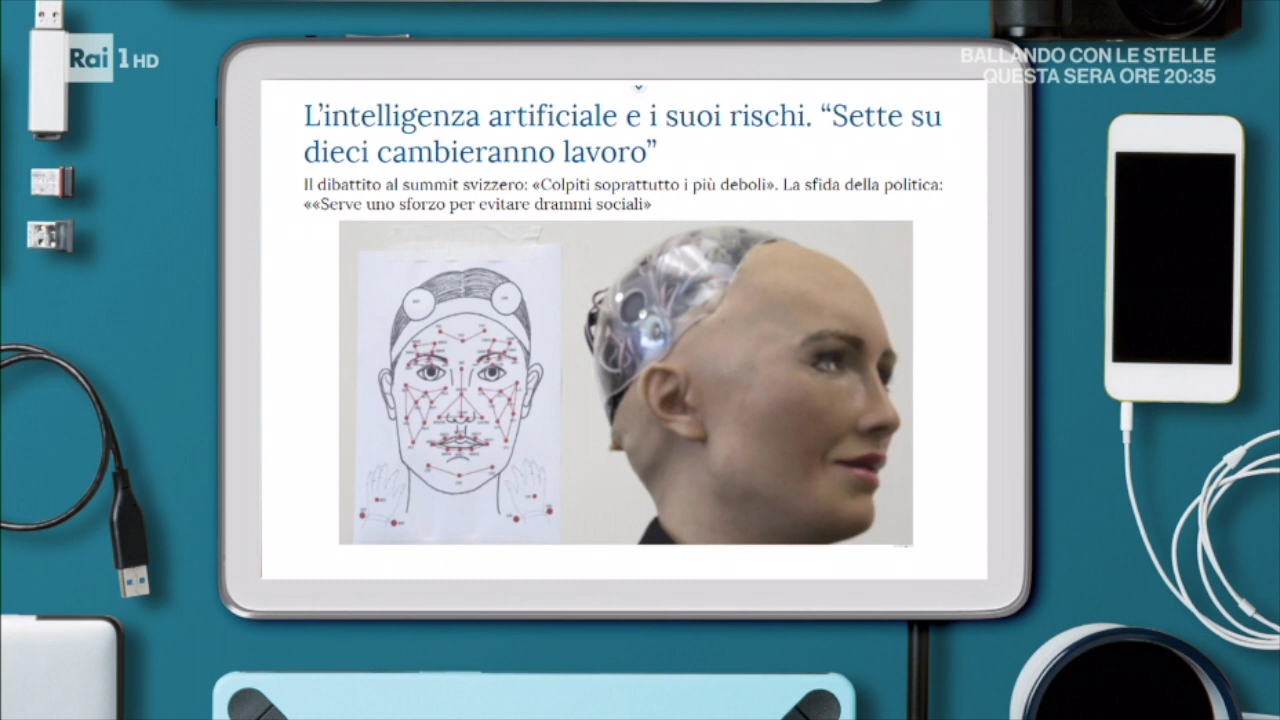 Rai 1 HD
BALLANDO CON LE STELLE
QUESTA SERA ORE 20:35
L'intelligenza artificiale e i suoi rischi. “Sette su
dieci cambieranno lavoro”
Il dibattito al summit svizzero: «Colpiti soprattutto i più deboli». La sfida della politica:
««Serve uno sforzo per evitare drammi sociali»